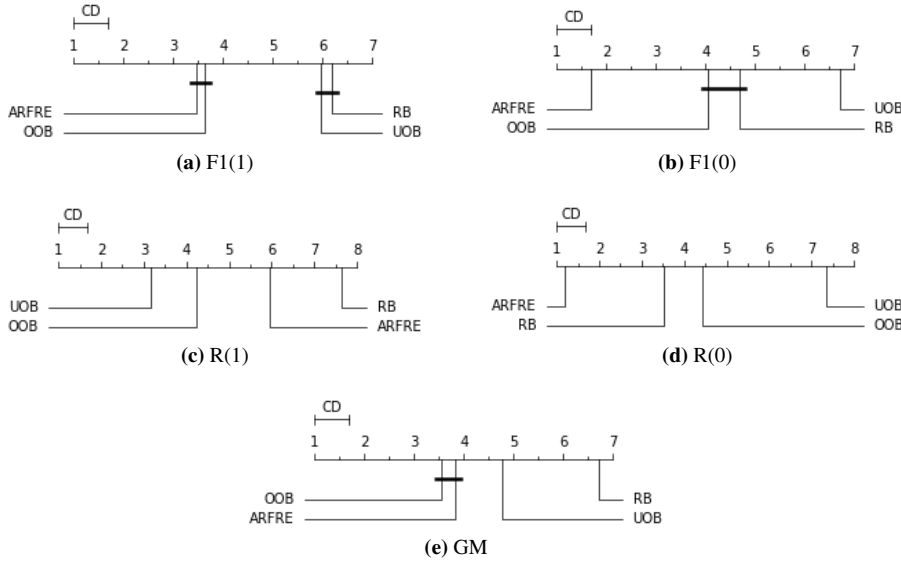 CD
1 2 3 4 5 6 7
ARFRE
OOB
RB
UOB
(a) F1(1)
CD
1 2 3 4 5 6 7
ARFRE
OOB
UOB
RB
(b) F1(0)
CD
1 2 3 4 5 6 7 8
UOB
OOB
RB
ARFRE
(c) R(1)
CD
1 2 3 4 5 6 7 8
ARFRE
RB
UOB
OOB
(d) R(0)
CD
1 2 3 4 5 6 7
OOB
ARFRE
RB
UOB
(e) GM